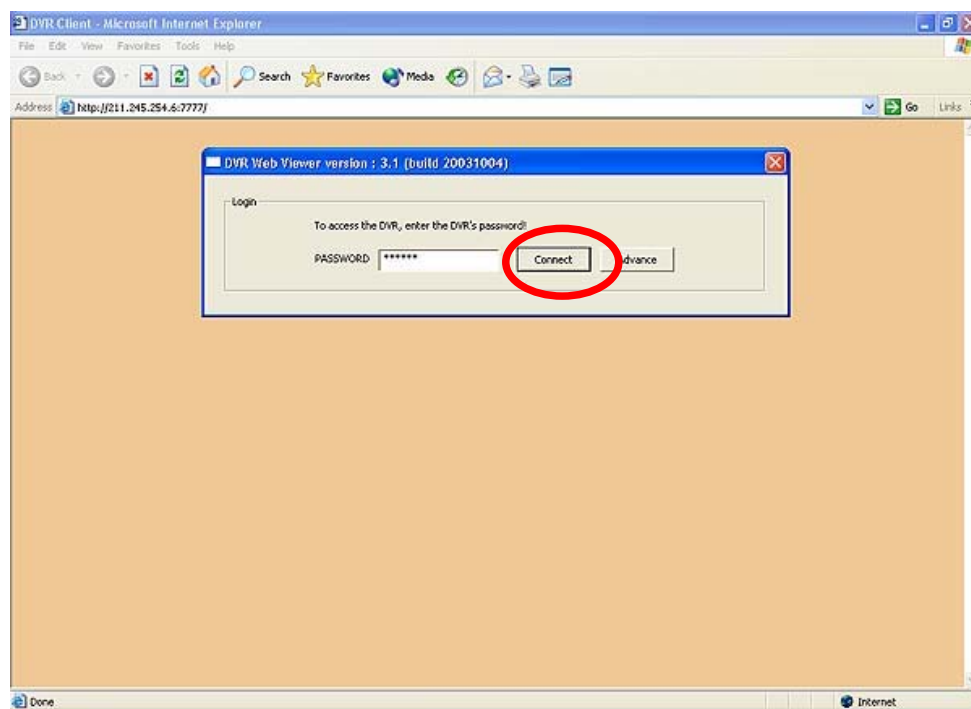 DVR Client - Microsoft Internet Explorer
File Edit View Favorites Tools Help
Back Search Favorites Media
Address http://211.245.254.6:7777/ Go Links
DVR Web Viewer version : 3.1 (build 20031004)
Login
To access the DVR, enter the DVR's password!
PASSWORD ****** Connect Advance
Done Internet